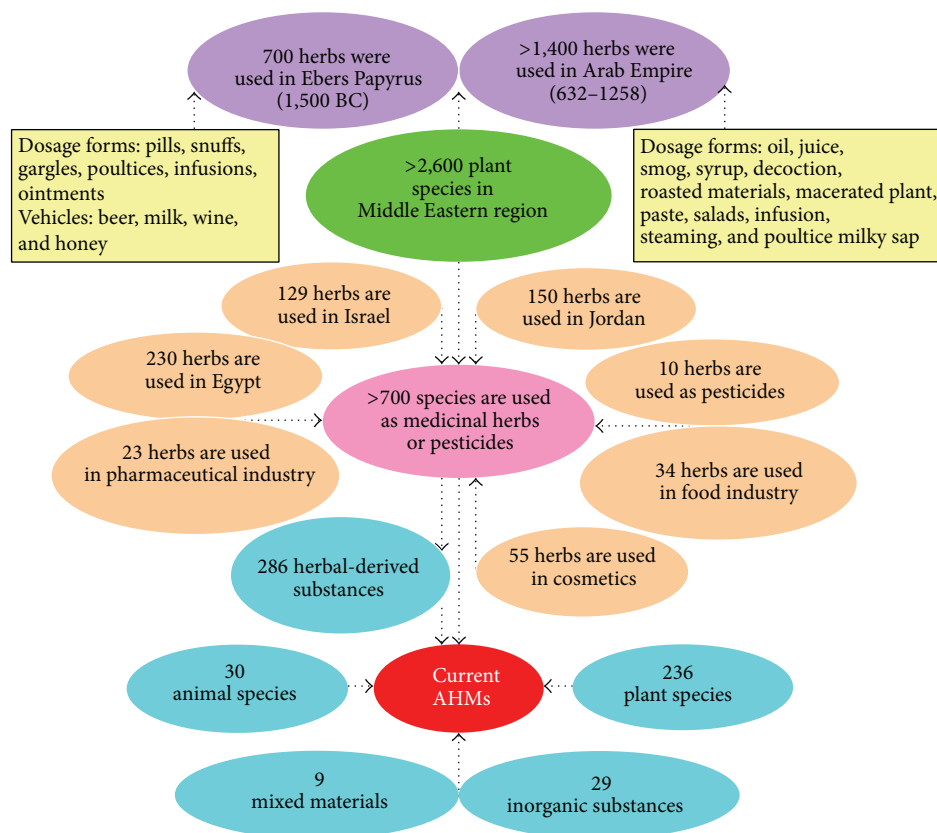 700 herbs were
used in Ebers Papyrus
(1,500 BC)
>1,400 herbs were
used in Arab Empire
(632–1258)
Dosage forms: pills, snuffs,
gargles, poultices, infusions,
ointments
Vehicles: beer, milk, wine,
and honey
>2,600 plant
species in
Middle Eastern region
Dosage forms: oil, juice,
smog, syrup, decoction,
roasted materials, macerated plant,
paste, salads, infusion,
steaming, and poultice milky sap
129 herbs are
used in Israel
150 herbs are
used in Jordan
230 herbs are
used in Egypt
>700 species are used
as medicinal herbs
or pesticides
10 herbs are
used as pesticides
23 herbs are used
in pharmaceutical industry
34 herbs are used
in food industry
286 herbal-derived
substances
55 herbs are used
in cosmetics
30
animal species
Current
AHMs
236
plant species
9
mixed materials
29
inorganic substances